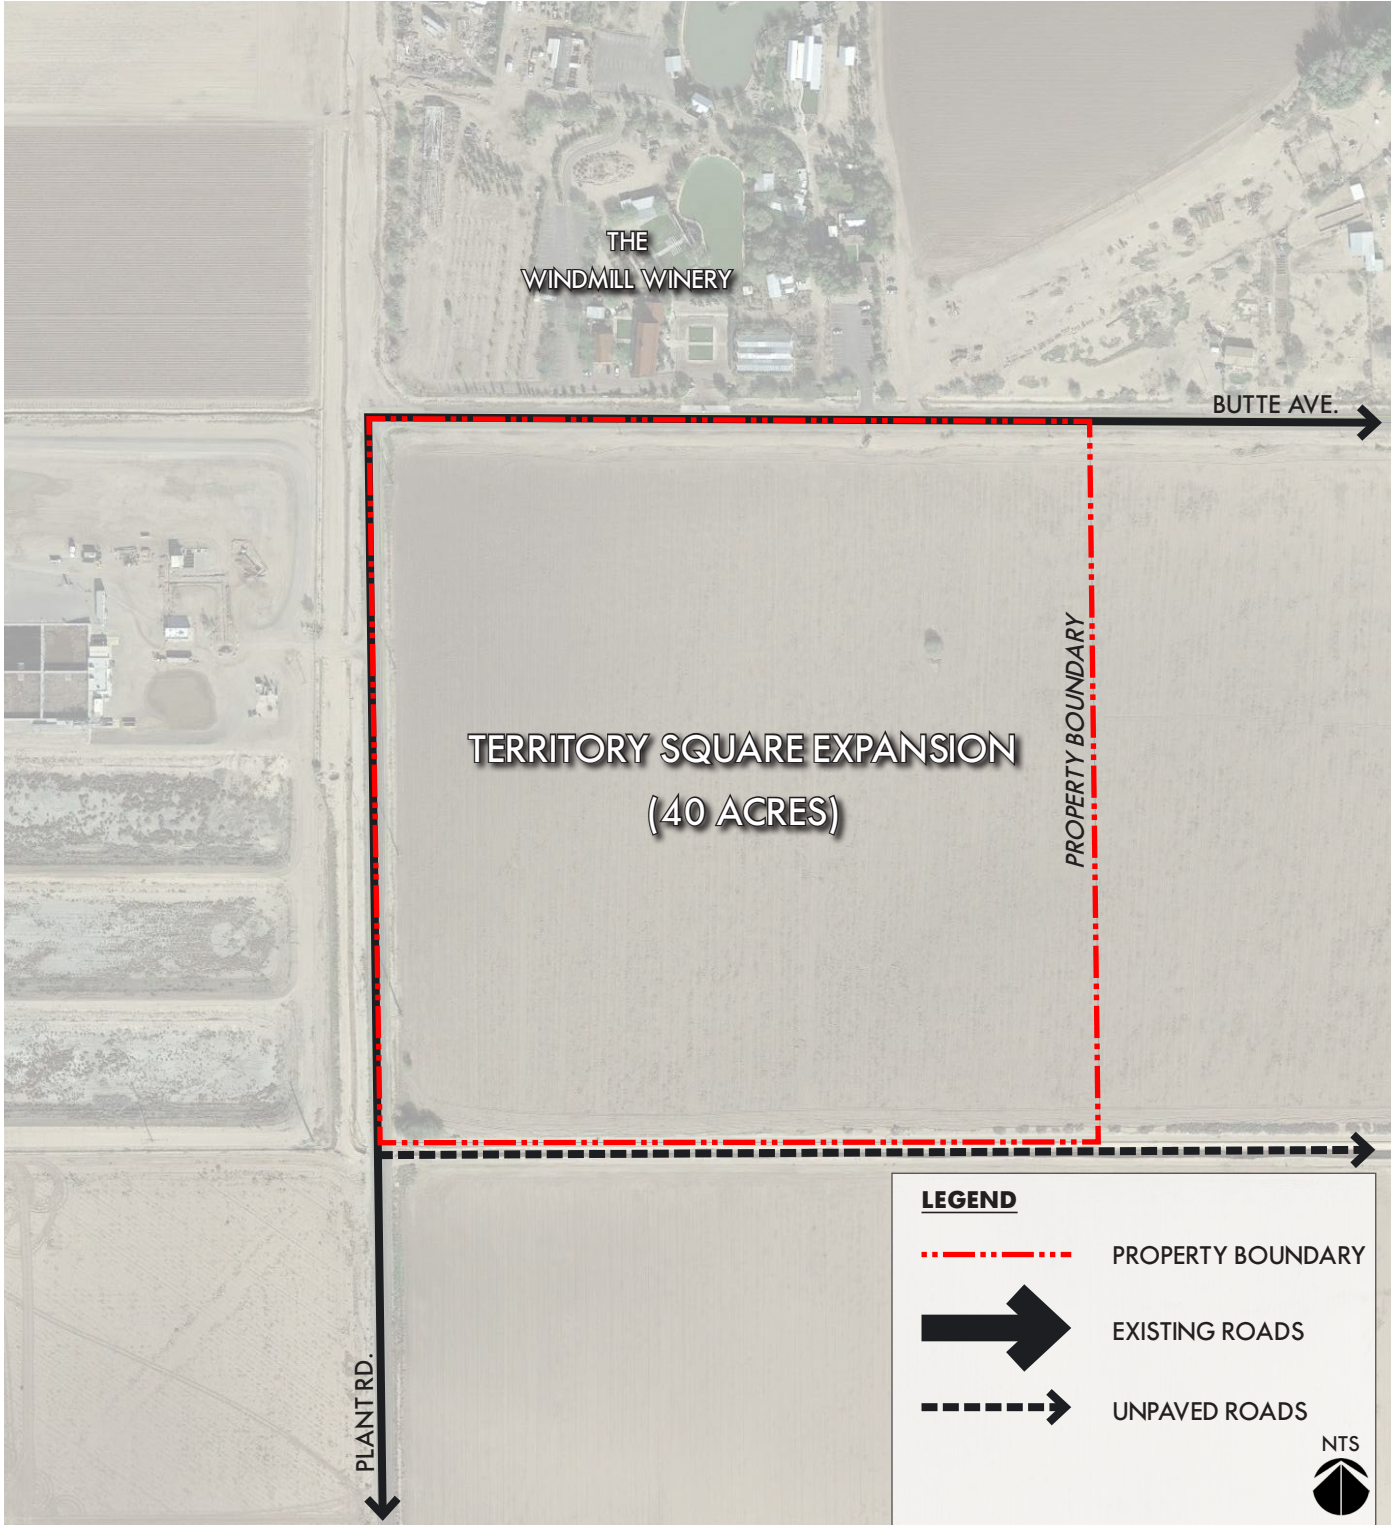 THE
WINDMILL WINERY
BUTTE AVE.
PROPERTY BOUNDARY
TERRITORY SQUARE EXPANSION
(40 ACRES)
PLANT RD.
LEGEND
PROPERTY BOUNDARY
EXISTING ROADS
UNPAVED ROADS
NTS